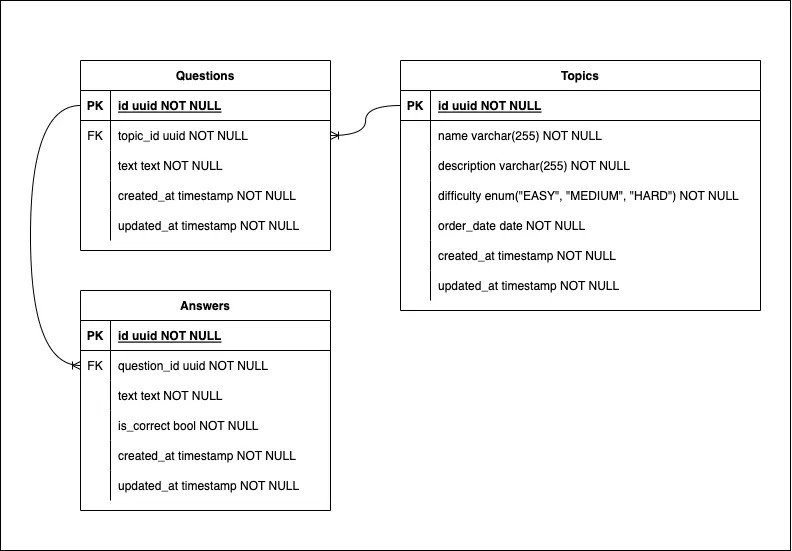 Questions
PK id uuid NOT NULL
FK topic_id uuid NOT NULL
text text NOT NULL
created_at timestamp NOT NULL
updated_at timestamp NOT NULL
Topics
PK id uuid NOT NULL
name varchar(255) NOT NULL
description varchar(255) NOT NULL
difficulty enum("EASY", "MEDIUM", "HARD") NOT NULL
order_date date NOT NULL
created_at timestamp NOT NULL
updated_at timestamp NOT NULL
Answers
PK id uuid NOT NULL
FK question_id uuid NOT NULL
text text NOT NULL
is_correct bool NOT NULL
created_at timestamp NOT NULL
updated_at timestamp NOT NULL